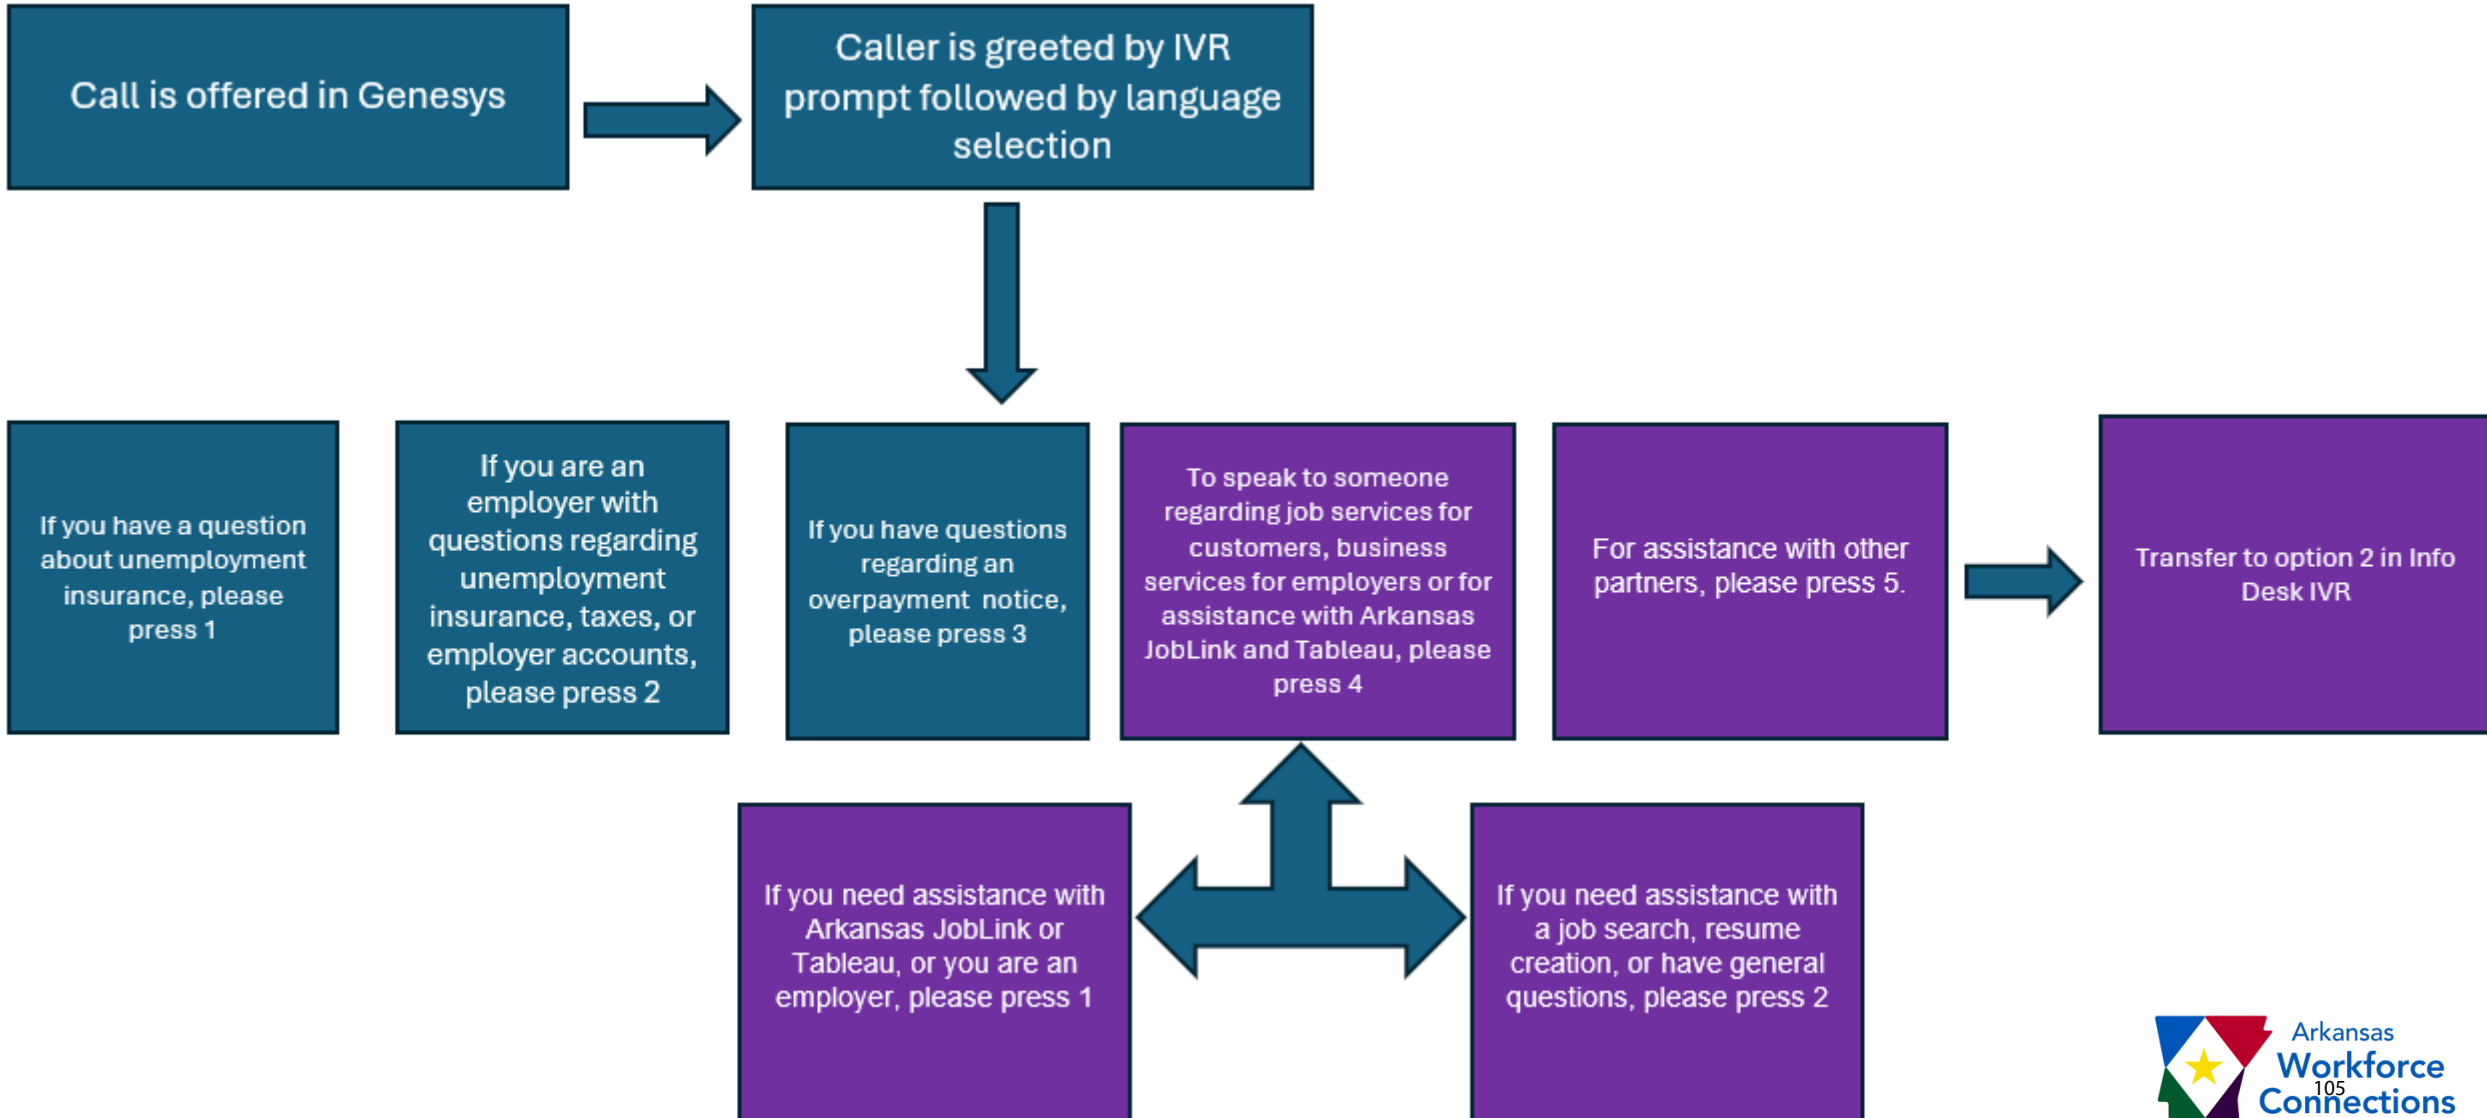 Call is offered in Genesys
Caller is greeted by IVR
prompt followed by language
selection
If you have a question
about unemployment
insurance, please
press 1
If you are an
employer with
questions regarding
unemployment
insurance, taxes, or
employer accounts,
please press 2
If you have questions
regarding an
overpayment notice,
please press 3
To speak to someone
regarding job services for
customers, business
services for employers or for
assistance with Arkansas
JobLink and Tableau, please
press 4
For assistance with other
partners, please press 5.
Transfer to option 2 in Info
Desk IVR
If you need assistance with
Arkansas JobLink or
Tableau, or you are an
employer, please press 1
If you need assistance with
a job search, resume
creation, or have general
questions, please press 2
Arkansas
Workforce
105
Connections